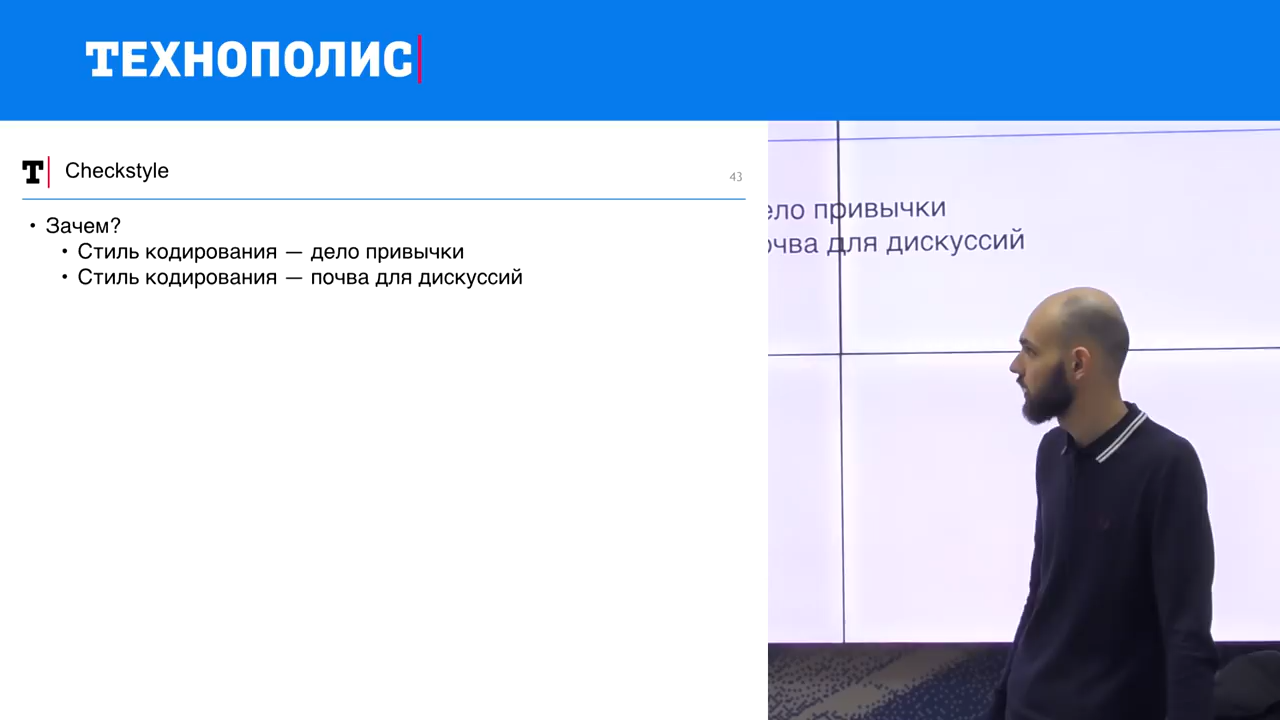 ТЕХНОПОЛИС
T Checkstyle
43
• Зачем?
• Стиль кодирования — дело привычки
• Стиль кодирования — почва для дискуссий
ело привычки
очва для дискуссий